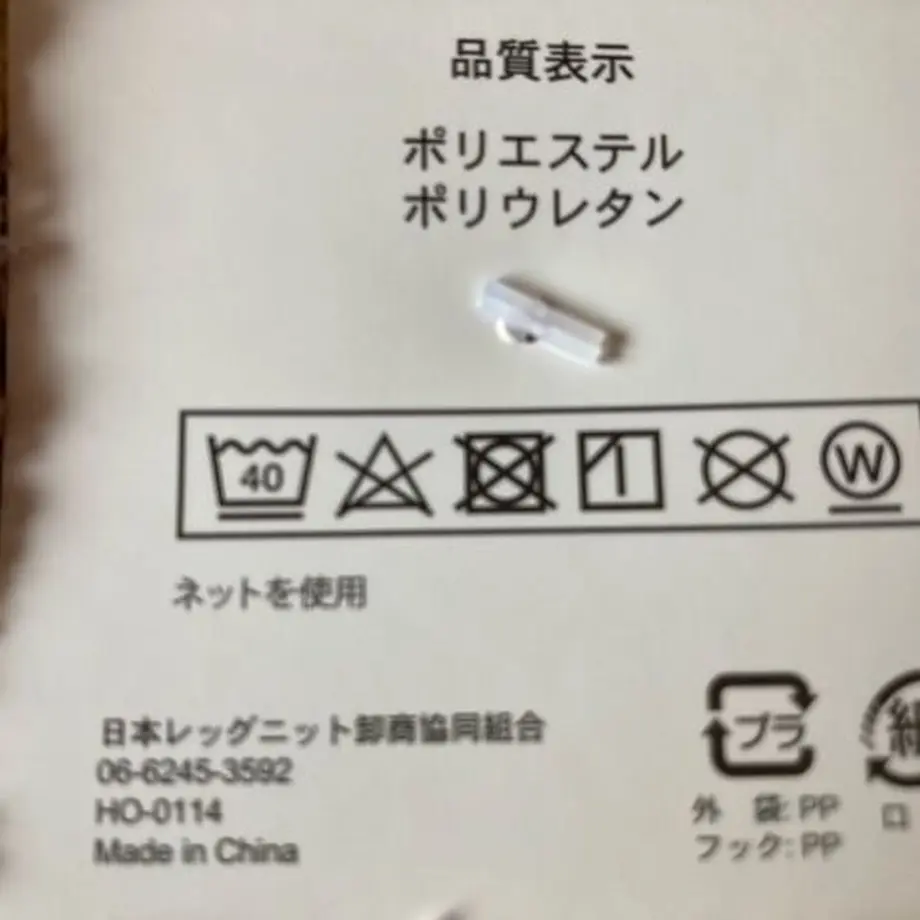 品質表示
ポリエステル
ポリウレタン
40
W
ネットを使用
日本レッグニット卸商協同組合
06-6245-3592
HO-0114
Made in China
プラ
外 袋: PP
フック: PP